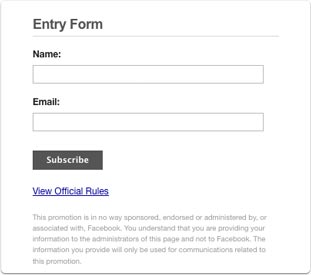 Entry Form
Name:
Email:
Subscribe
View Official Rules
This promotion is in no way sponsored, endorsed or administered by, or
associated with, Facebook. You understand that you are providing your
information to the administrators of this page and not to Facebook. The
information you provide will only be used for communications related to
this promotion.